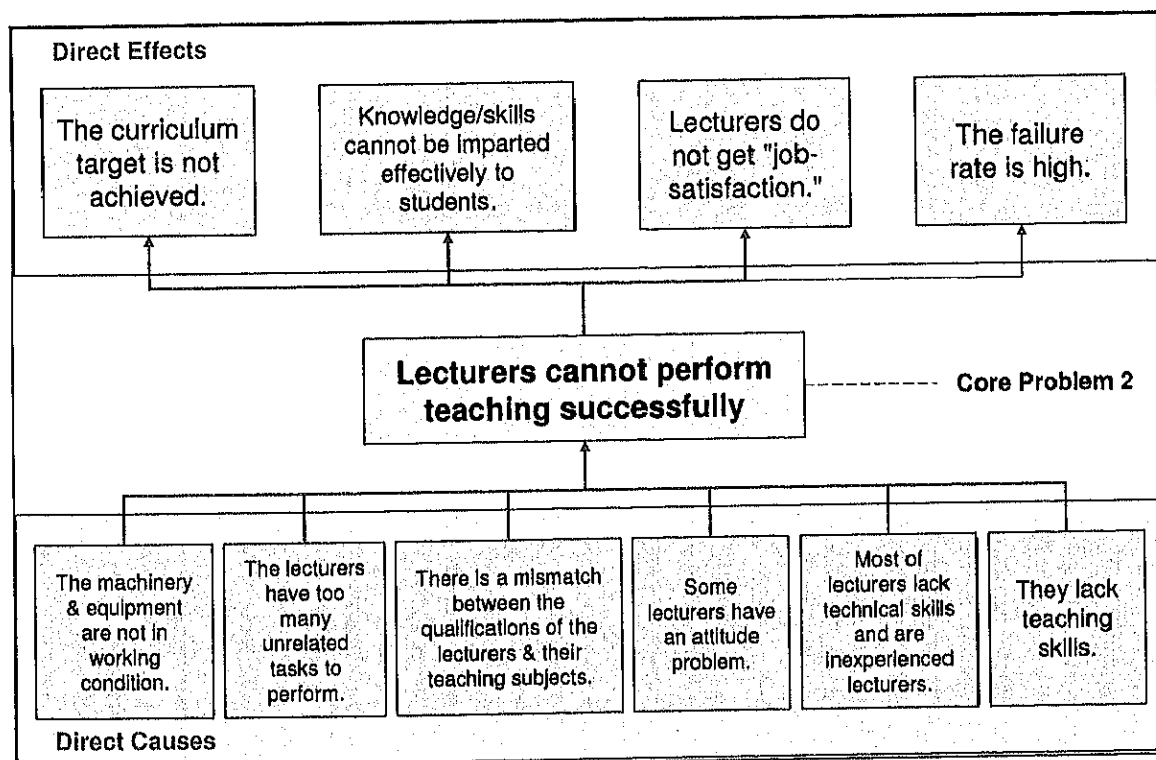 Direct Effects
The curriculum
target is not
achieved.
Knowledge/skills
cannot be imparted
effectively to
students.
Lecturers do
not get "job-
satisfaction."
The failure
rate is high.
Lecturers cannot perform
teaching successfully
Core Problem 2
The machinery
& equipment
are not in
working
condition.
The lecturers
have too
many
unrelated
tasks to
perform.
There is a mismatch
between the
qualifications of the
lecturers & their
teaching subjects.
Some
lecturers have
an attitude
problem.
Most of
lecturers lack
technical skills
and are
inexperienced
lecturers.
They lack
teaching
skills.
Direct Causes